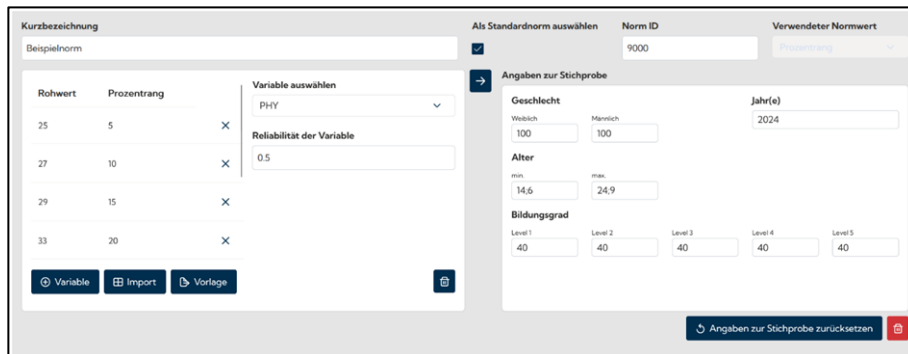 Kurzbezeichnung
Beispielnorm
Als Standardnorm auswählen
Norm ID
9000
Verwendeter Normwert
Prozentrang
Rohwert Prozentrang
25 5
27 10
29 15
33 20
Variable auswählen
PHY
Reliabilität der Variable
0.5
Variable Import Vorlage
Angaben zur Stichprobe
Geschlecht
Weiblich Männlich
100 100
Jahr(e)
2024
Alter
min. max.
14;6 24;9
Bildungsgrad
Level 1 Level 2 Level 3 Level 4 Level 5
40 40 40 40 40
Angaben zur Stichprobe zurücksetzen